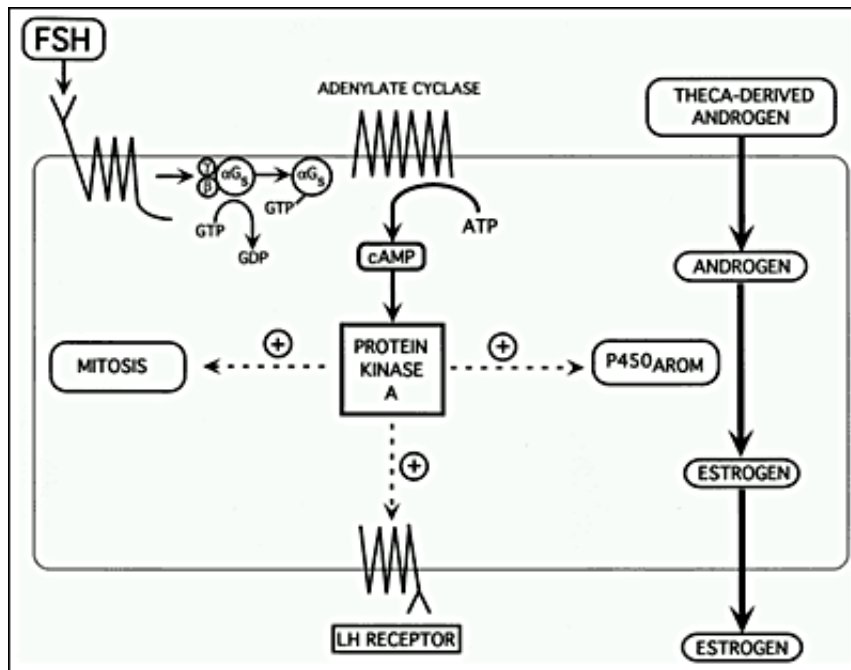 FSH
ADENYLATE CYCLASE
THECA-DERIVED
ANDROGEN
γ
β
αGs
αGs
GTP
GTP
GDP
ATP
cAMP
ANDROGEN
MITOSIS
+
PROTEIN
KINASE
A
+
P450AROM
+
ESTROGEN
LH RECEPTOR
ESTROGEN